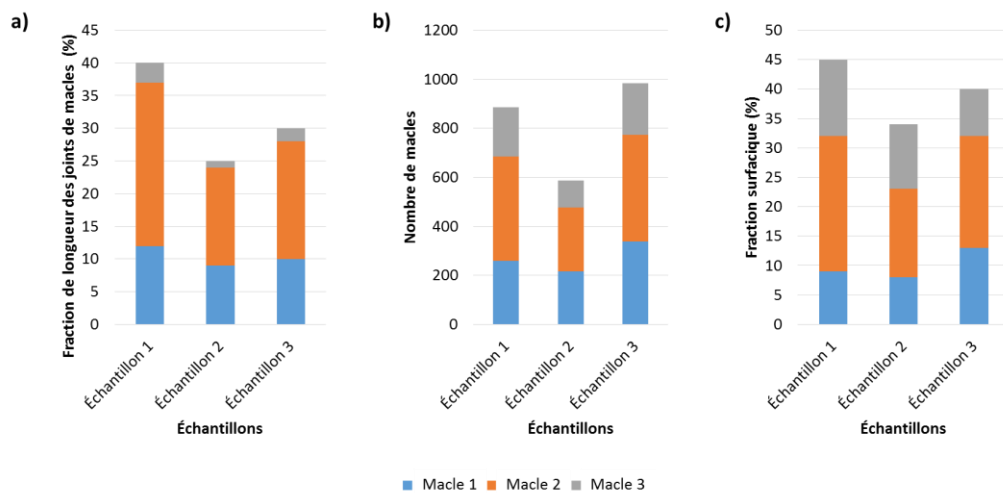 a)
Fraction de longueur des joints de macles (%)
45
40
35
30
25
20
15
10
5
0
Échantillon 1
Échantillon 2
Échantillon 3
Échantillons
b)
Nombre de macles
1200
1000
800
600
400
200
0
Échantillon 1
Échantillon 2
Échantillon 3
Échantillons
c)
Fraction surfacique (%)
50
45
40
35
30
25
20
15
10
5
0
Échantillon 1
Échantillon 2
Échantillon 3
Échantillons
Macle 1 Macle 2 Macle 3